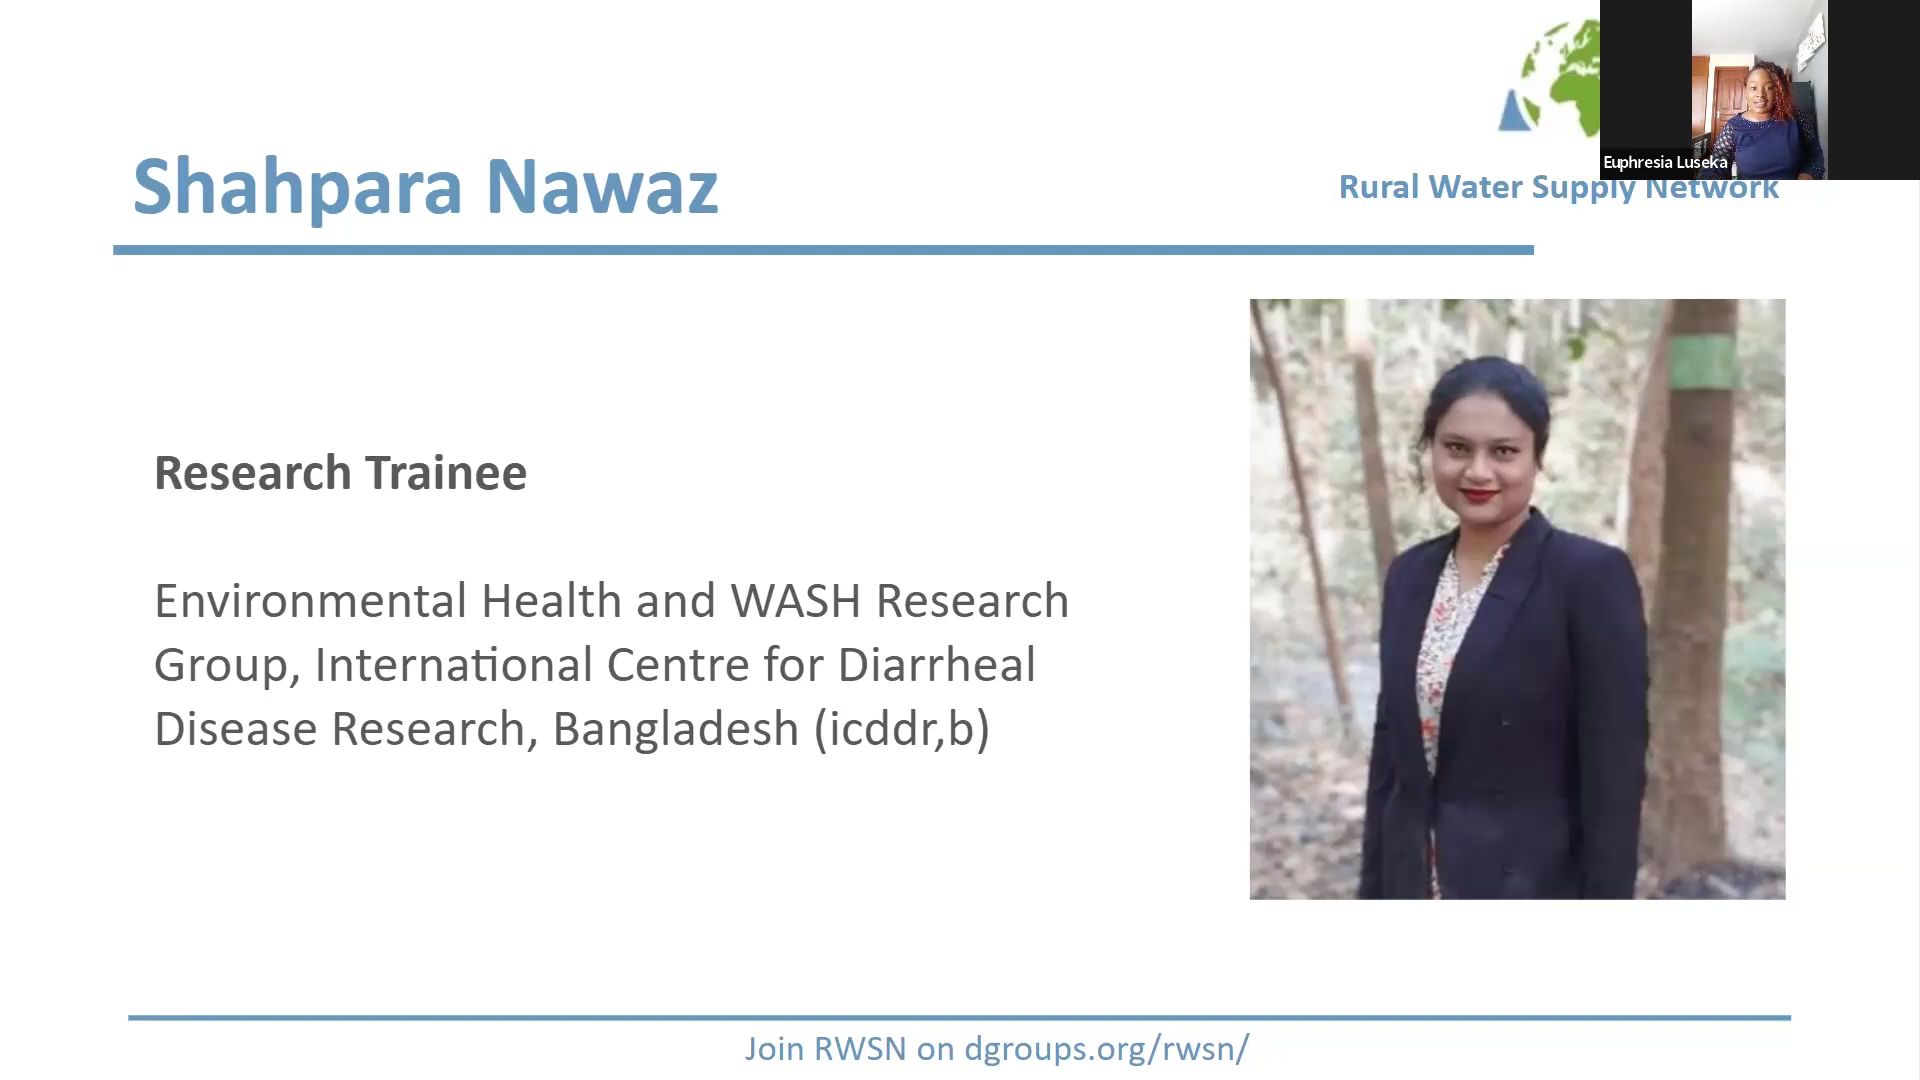 Euphresia Luseka
Shahpara Nawaz
Rural Water Supply Network
Research Trainee
Environmental Health and WASH Research
Group, International Centre for Diarrheal
Disease Research, Bangladesh (icddr,b)
Join RWSN on dgroups.org/rwsn/